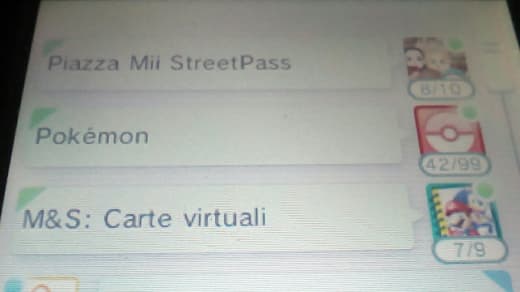 Piazza Mii StreetPass
8/10
Pokémon
42/99
M&S: Carte virtuali
7/9